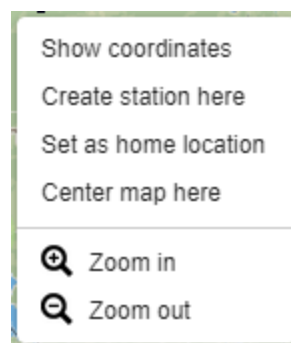 Show coordinates
Create station here
Set as home location
Center map here
Zoom in
Zoom out